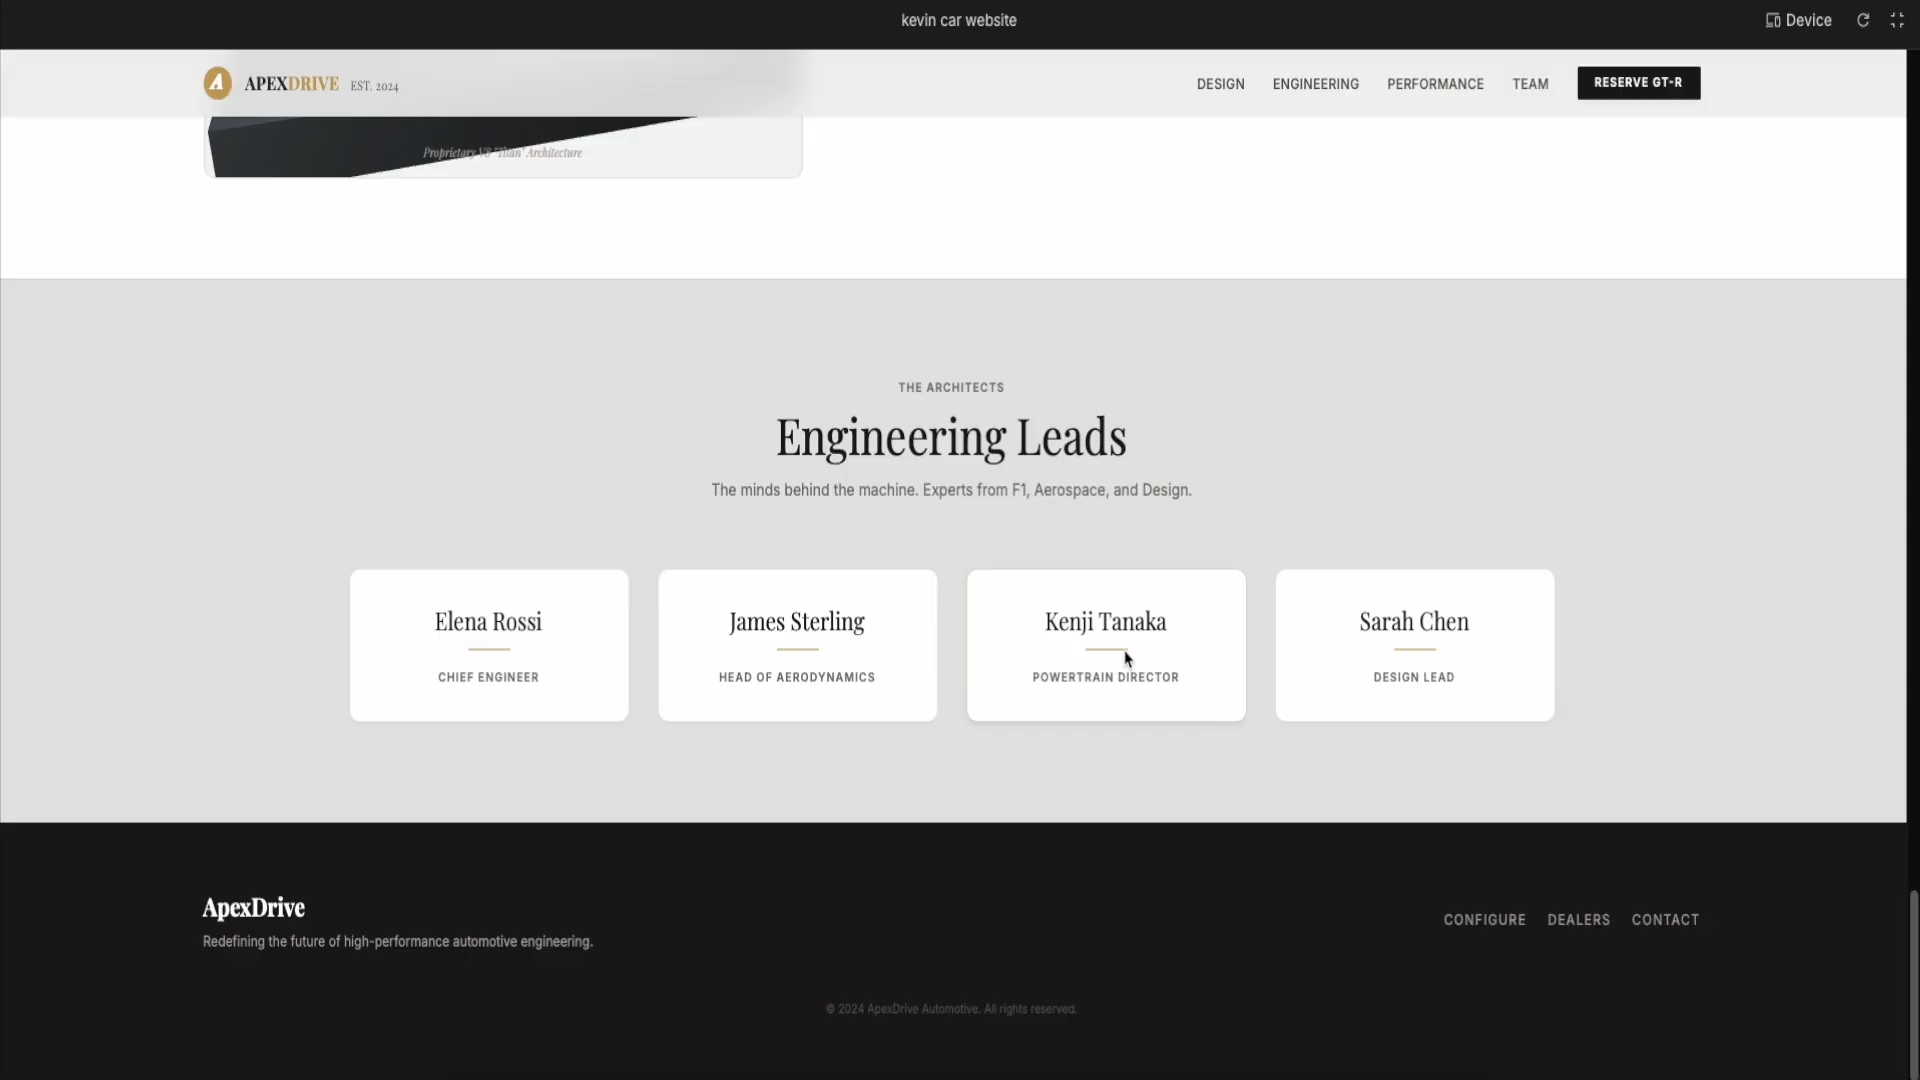 kevin car website
Device
A APEXDRIVE EST. 2024
DESIGN ENGINEERING PERFORMANCE TEAM RESERVE GT-R
Proprietary V8 'Titan' Architecture
THE ARCHITECTS
Engineering Leads
The minds behind the machine. Experts from F1, Aerospace, and Design.
Elena Rossi
CHIEF ENGINEER
James Sterling
HEAD OF AERODYNAMICS
Kenji Tanaka
POWERTRAIN DIRECTOR
Sarah Chen
DESIGN LEAD
ApexDrive
Redefining the future of high-performance automotive engineering.
CONFIGURE DEALERS CONTACT
© 2024 ApexDrive Automotive. All rights reserved.